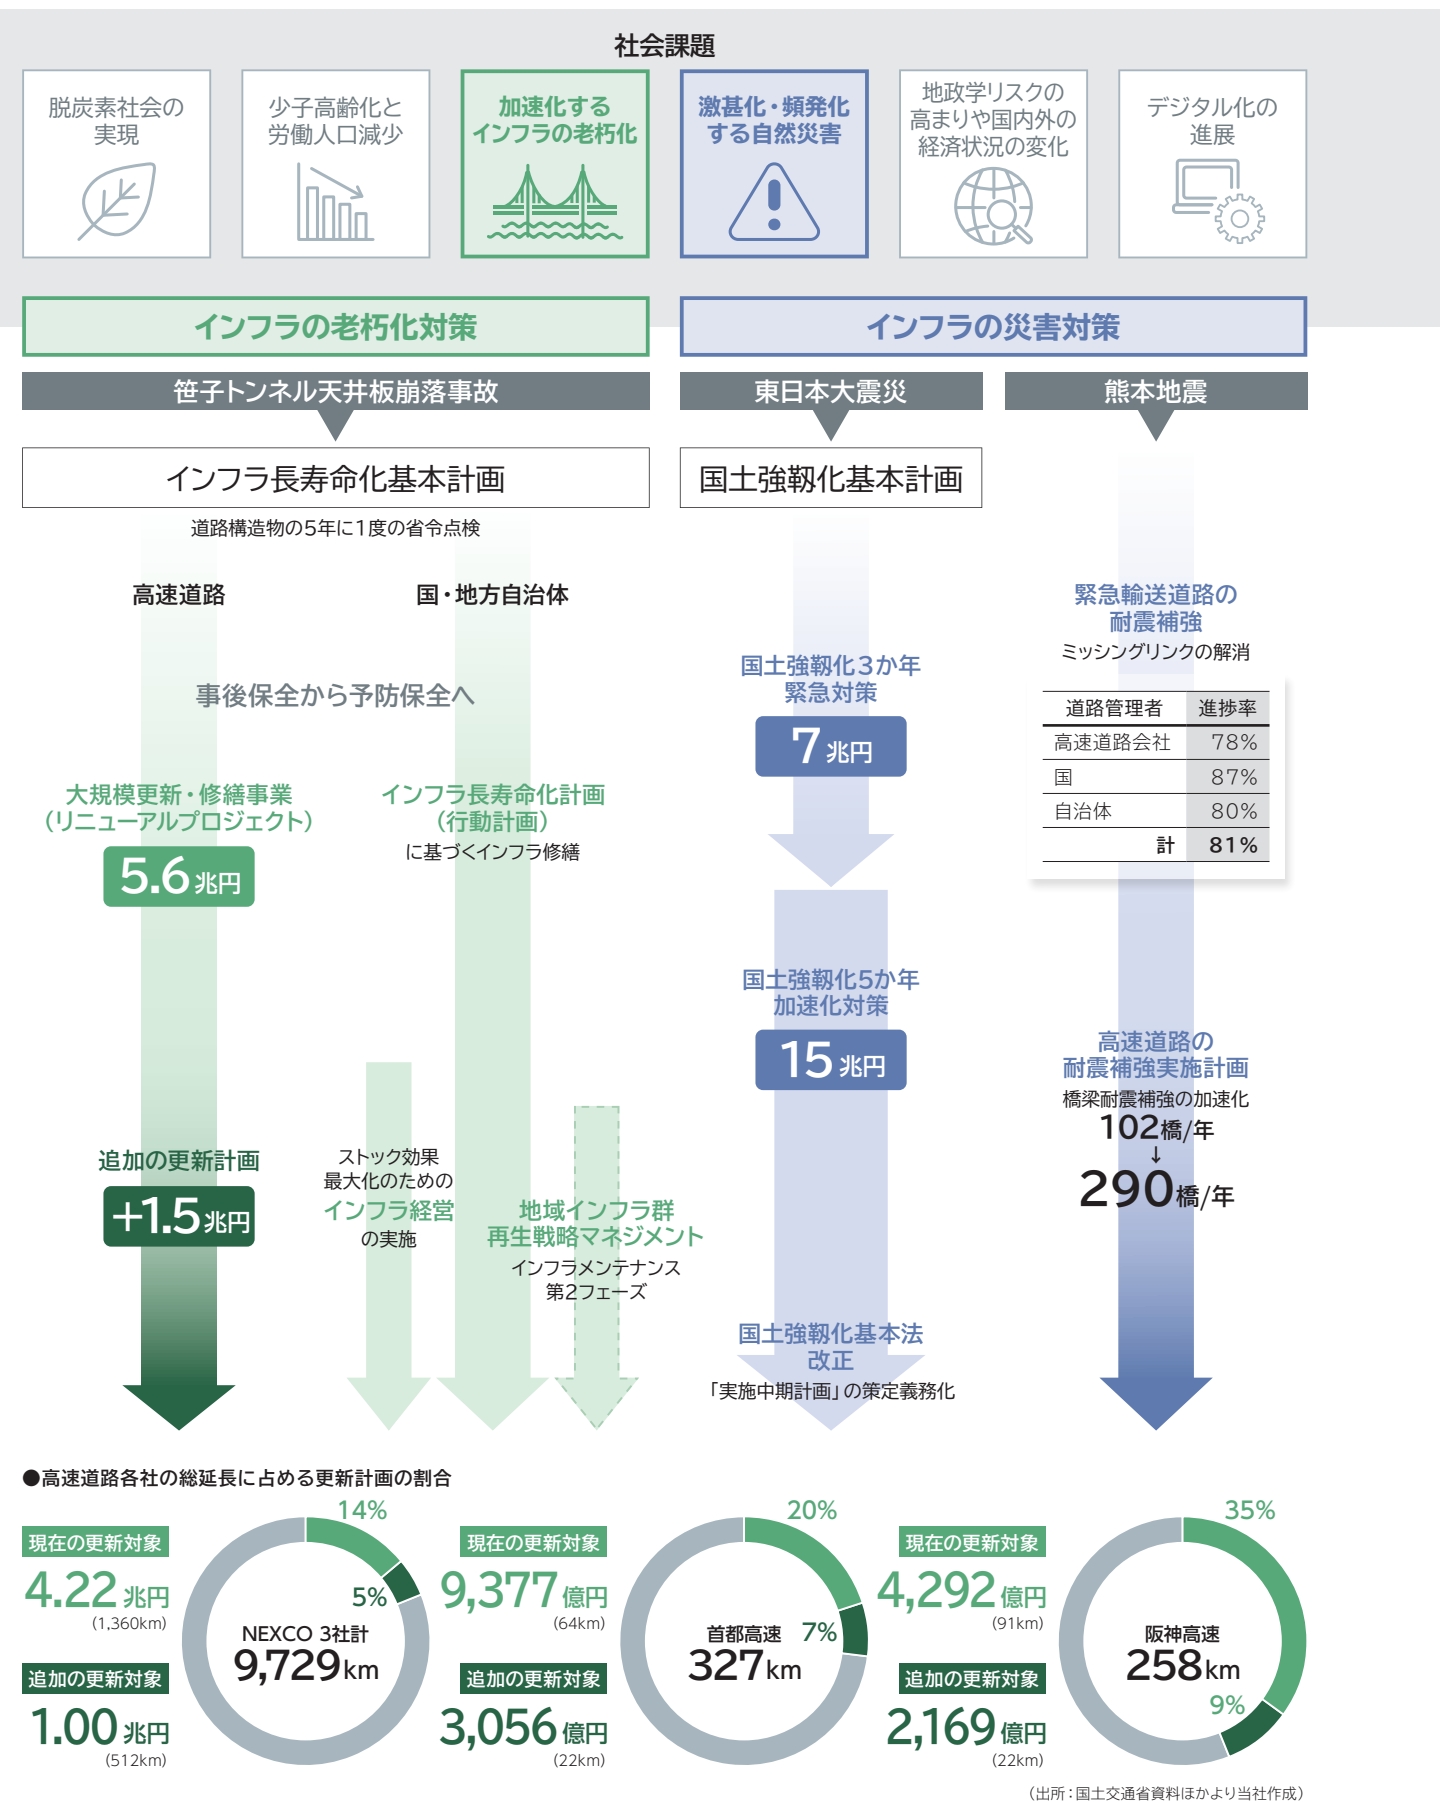 社会課題
脱炭素社会の
実現
少子高齢化と
労働人口減少
加速化する
インフラの老朽化
激甚化・頻発化
する自然災害
地政学リスクの
高まりや国内外の
経済状況の変化
デジタル化の
進展
インフラの老朽化対策
インフラの災害対策
笹子トンネル天井板崩落事故
東日本大震災
熊本地震
インフラ長寿命化基本計画
国土強靱化基本計画
道路構造物の5年に1度の省令点検
高速道路
国・地方自治体
事後保全から予防保全へ
大規模更新・修繕事業
（リニューアルプロジェクト）
5.6兆円
インフラ長寿命化計画
（行動計画）
に基づくインフラ修繕
追加の更新計画
+1.5兆円
ストック効果
最大化のための
インフラ経営
の実施
地域インフラ群
再生戦略マネジメント
インフラメンテナンス
第2フェーズ
国土強靱化3か年
緊急対策
7兆円
国土強靱化5か年
加速化対策
15兆円
国土強靱化基本法
改正
「実施中期計画」の策定義務化
緊急輸送道路の
耐震補強
ミッシングリンクの解消
道路管理者 進捗率
高速道路会社 78%
国 87%
自治体 80%
計 81%
高速道路の
耐震補強実施計画
橋梁耐震補強の加速化
102橋/年
↓
290橋/年
●高速道路各社の総延長に占める更新計画の割合
現在の更新対象
4.22兆円
(1,360km)
追加の更新対象
1.00兆円
(512km)
14%
5%
NEXCO 3社計
9,729km
現在の更新対象
9,377億円
(64km)
追加の更新対象
3,056億円
(22km)
20%
7%
首都高速
327km
現在の更新対象
4,292億円
(91km)
追加の更新対象
2,169億円
(22km)
35%
阪神高速
258km
9%
（出所：国土交通省資料ほかより当社作成）